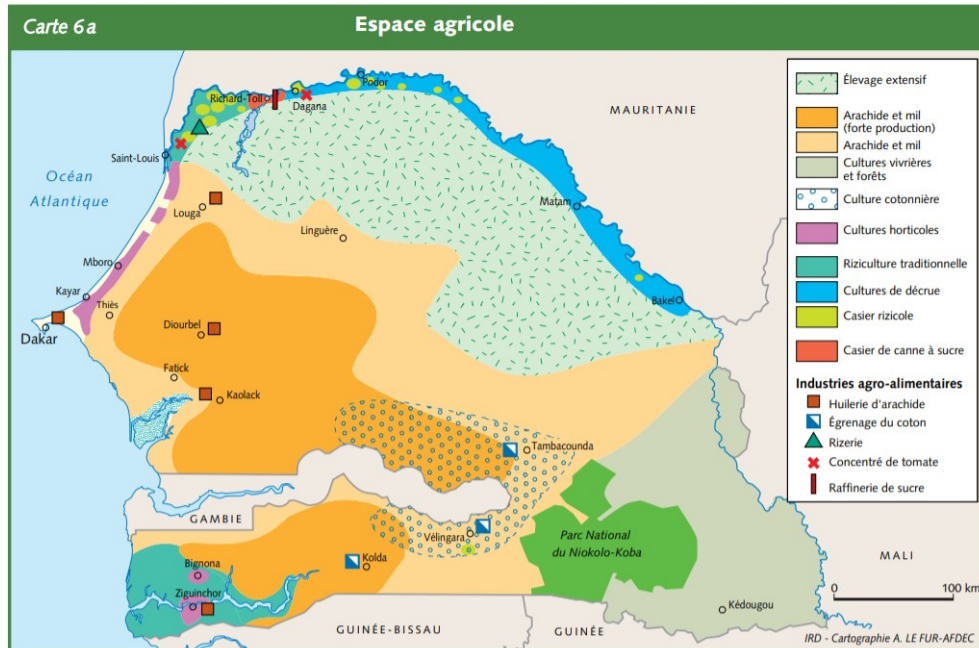 Carte 6a
Espace agricole
Podor
Richard-Toll
Dagana
MAURITANIE
Saint-Louis
Océan
Atlantique
Louga
Matam
Linguère
Mboro
Kayar
Thiès
Bakel
Dakar
Diourbel
Fatick
Kaolack
Tambacounda
GAMBIE
Vélingara
Parc National
du Niokolo-Koba
Kolda
Bignona
Ziguinchor
MALI
Kédougou
GUINÉE-BISSAU
GUINÉE
Élevage extensif
Arachide et mil
(forte production)
Arachide et mil
Cultures vivrières
et forêts
Culture cotonnière
Cultures horticoles
Riziculture traditionnelle
Cultures de décrue
Casier rizicole
Casier de canne à sucre
Industries agro-alimentaires
Huilerie d'arachide
Égrenage du coton
Rizerie
Concentré de tomate
Raffinerie de sucre
0 100 km
IRD - Cartographie A. LE FUR-AFDEC